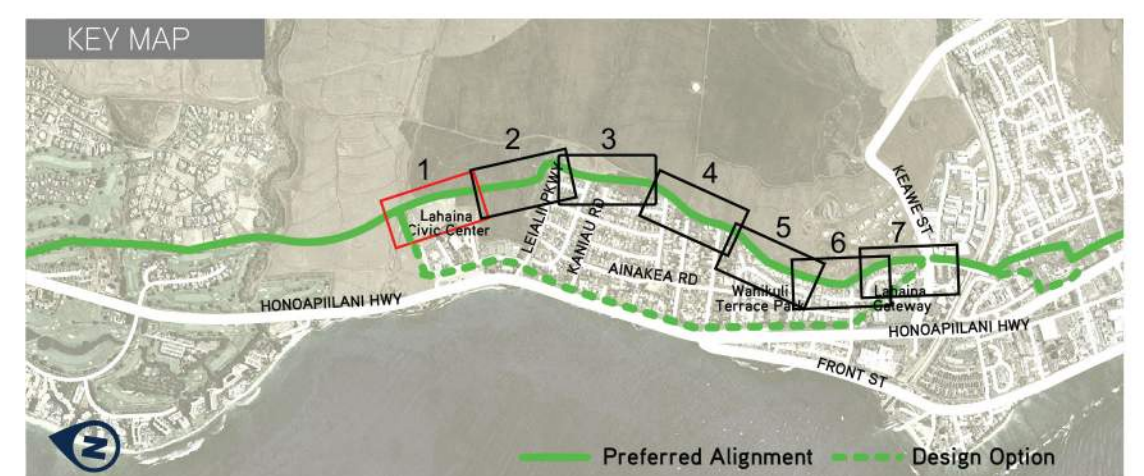 KEY MAP
1
2
3
4
5
6
7
Lahaina
Civic Center
LEIALII PKWY
KANIAU RD
AINAKEA RD
Wahikuli
Terrace Park
Lahaina
Gateway
KEAWE ST
HONOAPIILANI HWY
HONOAPIILANI HWY
FRONT ST
N
Preferred Alignment
Design Option